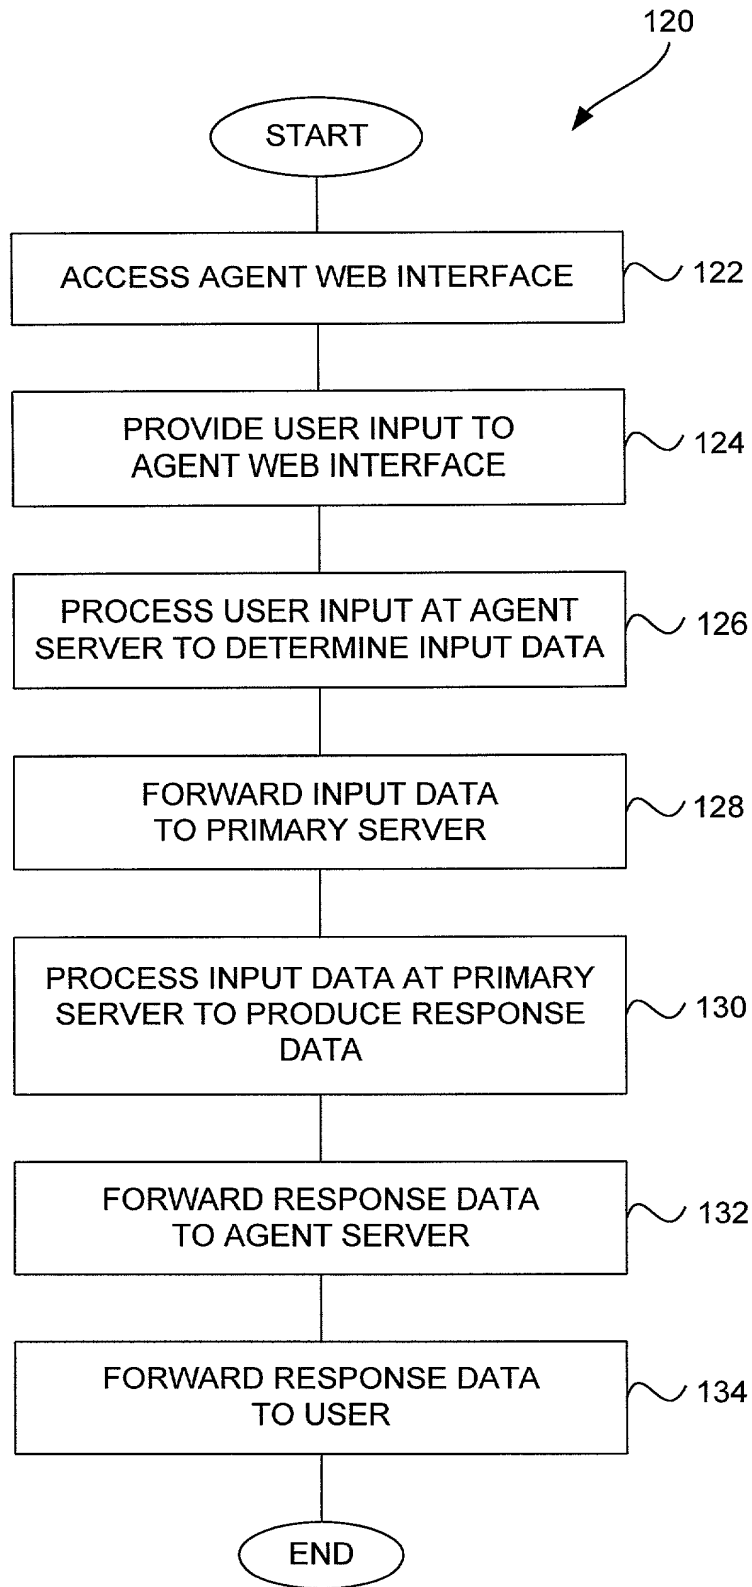 120
START
ACCESS AGENT WEB INTERFACE
122
PROVIDE USER INPUT TO
AGENT WEB INTERFACE
124
PROCESS USER INPUT AT AGENT
SERVER TO DETERMINE INPUT DATA
126
FORWARD INPUT DATA
TO PRIMARY SERVER
128
PROCESS INPUT DATA AT PRIMARY
SERVER TO PRODUCE RESPONSE
DATA
130
FORWARD RESPONSE DATA
TO AGENT SERVER
132
FORWARD RESPONSE DATA
TO USER
134
END